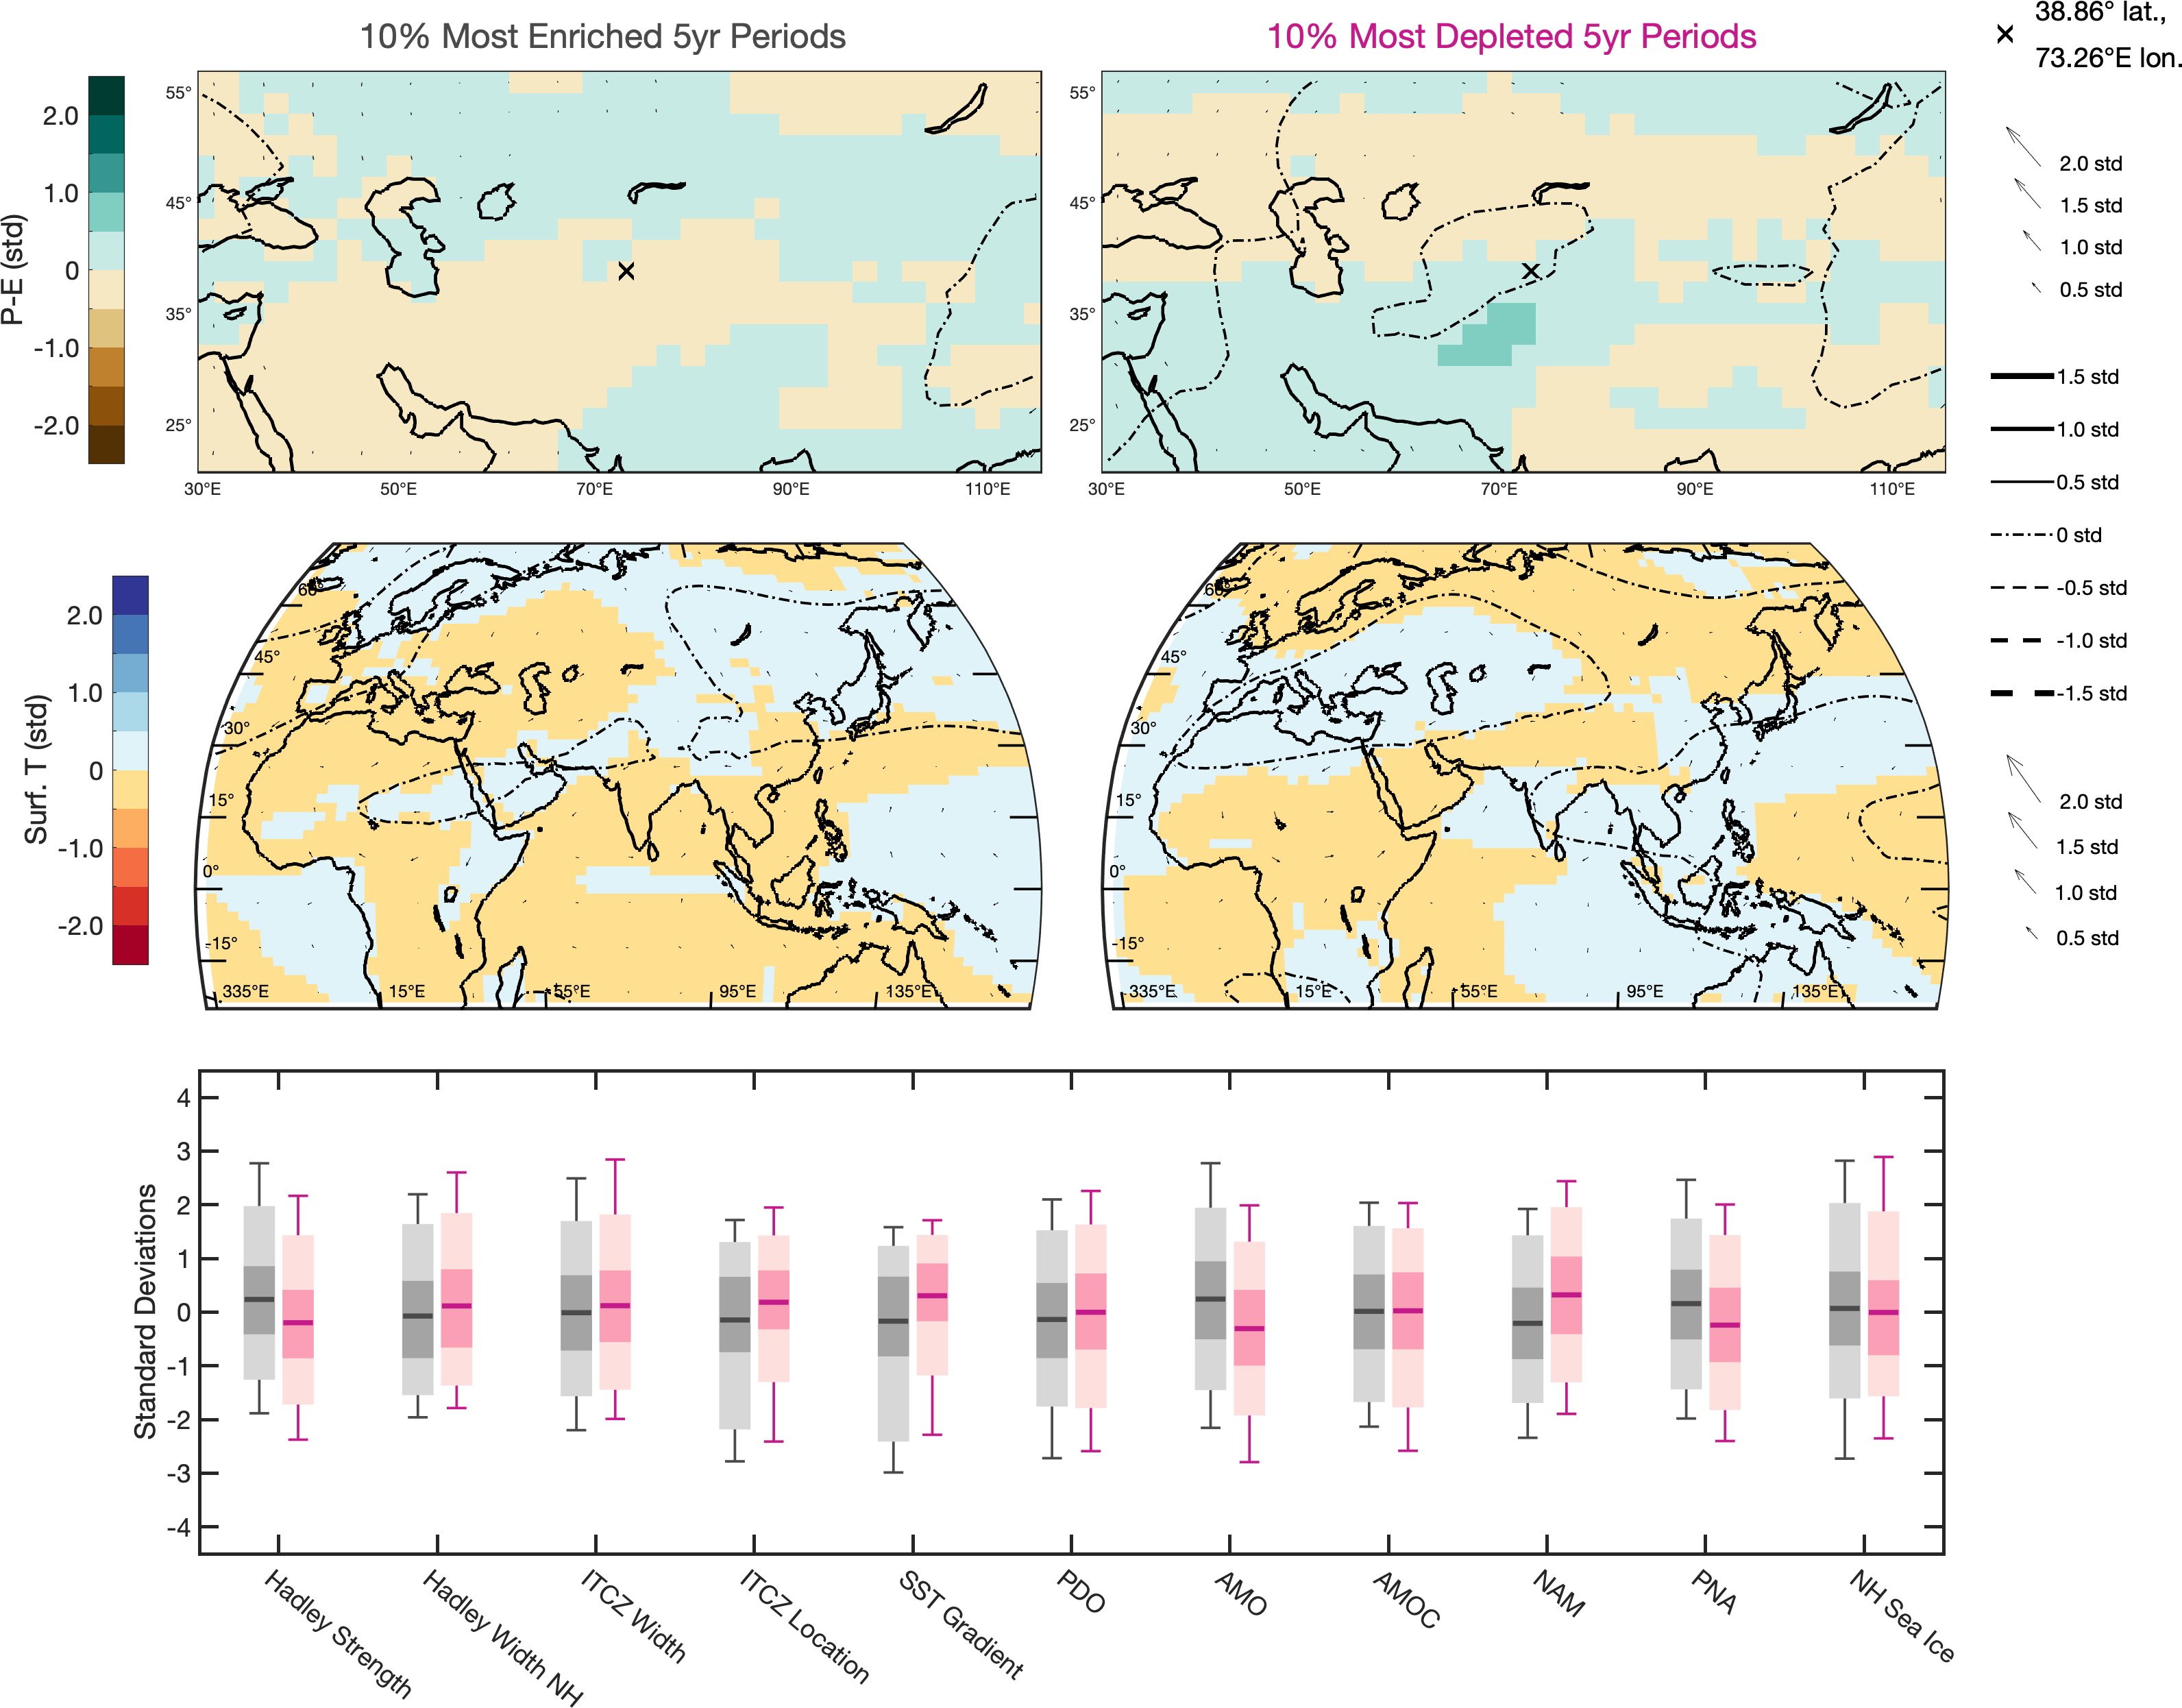 10% Most Enriched 5yr Periods
10% Most Depleted 5yr Periods
38.86° lat.,
73.26°E lon.
P-E (std)
2.0
1.0
0
-1.0
-2.0
55°
45°
35°
25°
30°E
50°E
70°E
90°E
110°E
55°
45°
35°
25°
30°E
50°E
70°E
90°E
110°E
2.0 std
1.5 std
1.0 std
0.5 std
1.5 std
1.0 std
0.5 std
0 std
-0.5 std
-1.0 std
-1.5 std
2.0 std
1.5 std
1.0 std
0.5 std
Surf. T (std)
2.0
1.0
0
-1.0
-2.0
60°
45°
30°
15°
0°
-15°
335°E
15°E
55°E
95°E
135°E
60°
45°
30°
15°
0°
-15°
335°E
15°E
55°E
95°E
135°E
Standard Deviations
4
3
2
1
0
-1
-2
-3
-4
Hadley Strength
Hadley Width NH
ITCZ Width
ITCZ Location
SST Gradient
PDO
AMO
AMOC
NAM
PNA
NH Sea Ice